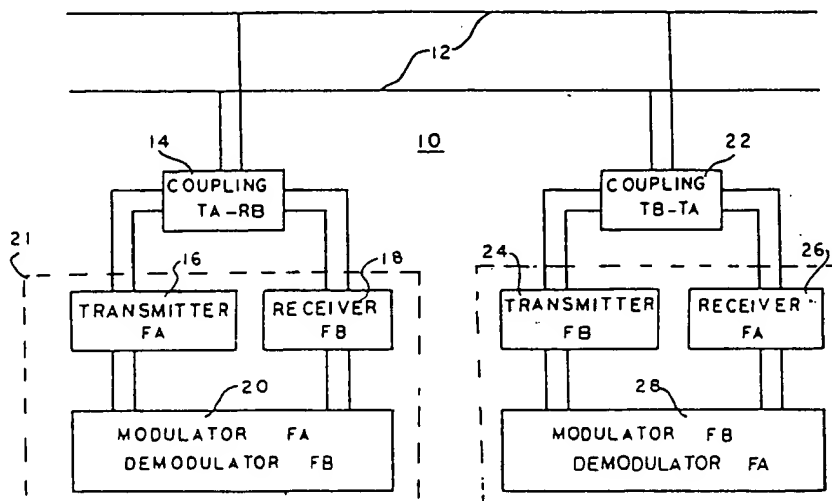 12
10
14
COUPLING
TA-RB
22
COUPLING
TB-TA
21
16
TRANSMITTER
FA
18
RECEIVER
FB
24
TRANSMITTER
FB
26
RECEIVER
FA
20
MODULATOR FA
DEMODULATOR FB
28
MODULATOR FB
DEMODULATOR FA